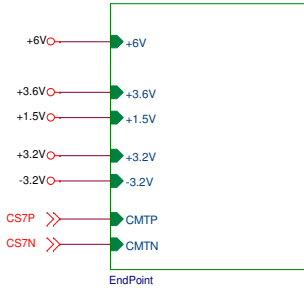 +6V +6V
+3.6V +3.6V
+1.5V +1.5V
+3.2V +3.2V
-3.2V -3.2V
CS7P CMTP
CS7N CMTN
EndPoint